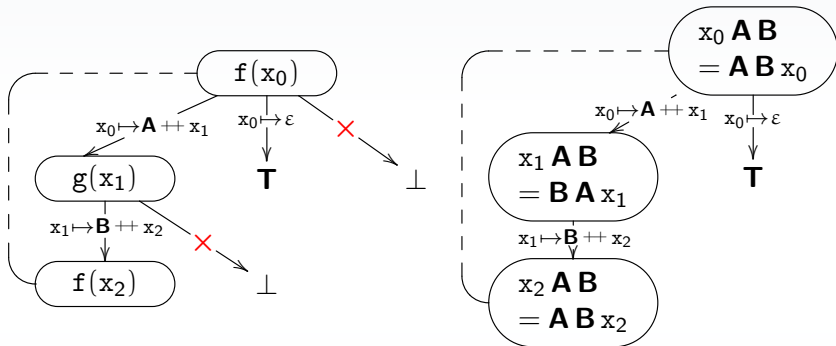 f(x₀)
x₀ ↦ A ++ x₁
x₀ ↦ ε
g(x₁)
T
⊥
x₁ ↦ B ++ x₂
f(x₂)
⊥
x₀ A B
= A B x₀
x₀ ↦ A ++ x₁
x₀ ↦ ε
x₁ A B
= B A x₁
T
x₁ ↦ B ++ x₂
x₂ A B
= A B x₂